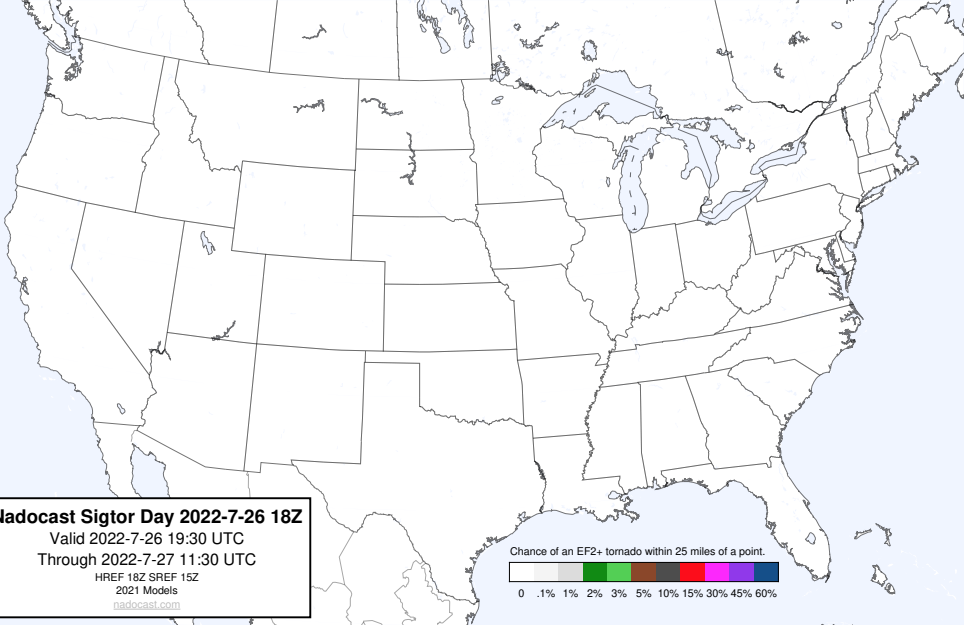 Nadocast Sigtor Day 2022-7-26 18Z
Valid 2022-7-26 19:30 UTC
Through 2022-7-27 11:30 UTC
HREF 18Z SREF 15Z
2021 Models
nadocast.com
Chance of an EF2+ tornado within 25 miles of a point.
0 .1% 1% 2% 3% 5% 10% 15% 30% 45% 60%